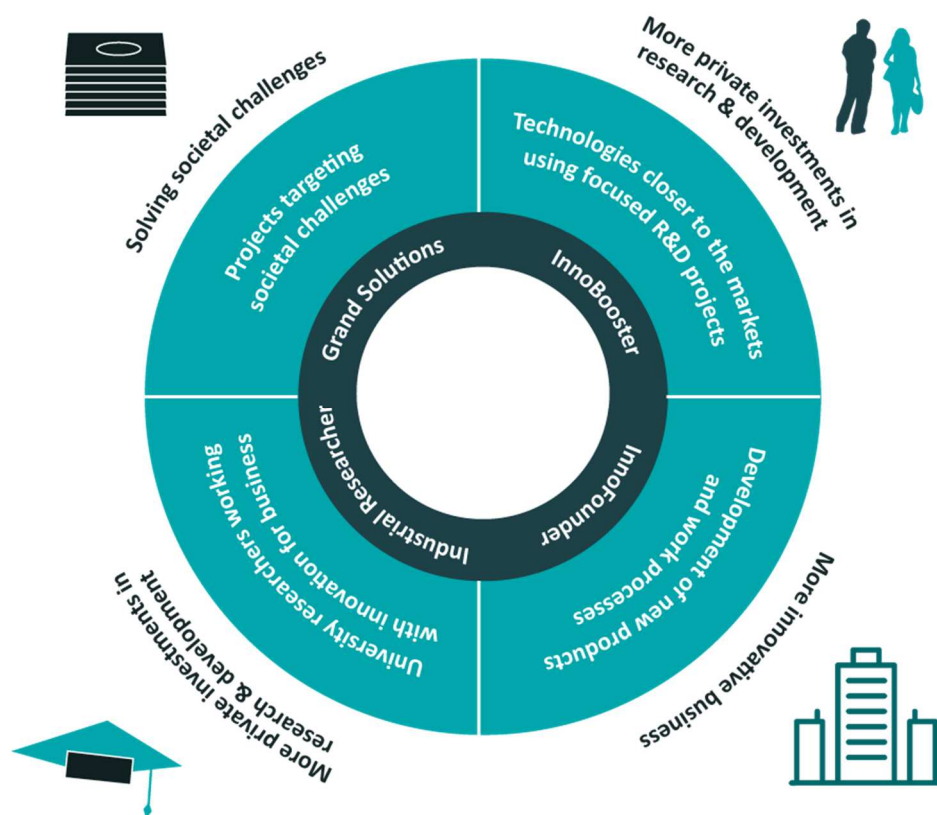 Solving societal challenges
Projects targeting
societal challenges
Grand Solutions
More private investments in
research & development
Technologies closer to the markets
using focused R&D projects
InnoBooster
InnoFounder
Development of new products
and work processes
More innovative business
Industrial Researcher
University researchers working
with innovation for business
More private investments in
research & development